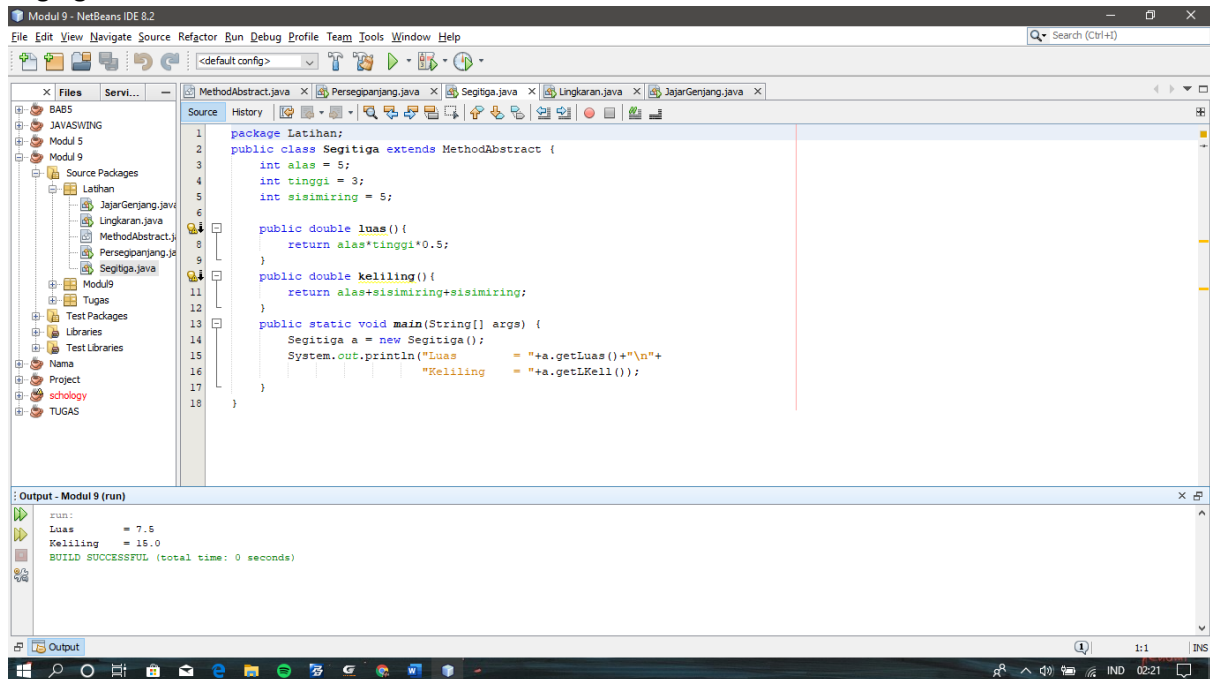 Modul 9 - NetBeans IDE 8.2
File Edit View Navigate Source Refactor Run Debug Profile Team Tools Window Help
Search (Ctrl+I)
<default config>
Files Servi...
MethodAbstract.java Persegipanjang.java Segitiga.java Lingkaran.java JajarGenjang.java
Source History
BAB5
JAVASWING
Modul 5
Modul 9
Source Packages
Latihan
JajarGenjang.java
Lingkaran.java
MethodAbstract.j
Persegipanjang.ja
Segitiga.java
Modul9
Tugas
Test Packages
Libraries
Test Libraries
Nama
Project
schology
TUGAS
1 package Latihan;
2 public class Segitiga extends MethodAbstract {
3 int alas = 5;
4 int tinggi = 3;
5 int sisimiring = 5;
6
public double luas(){
8 return alas*tinggi*0.5;
9 }
public double keliling(){
11 return alas+sisimiring+sisimiring;
12 }
13 public static void main(String[] args) {
14 Segitiga a = new Segitiga();
15 System.out.println("Luas = "+a.getLuas()+"\n"+
16 "Keliling = "+a.getLKell());
17 }
18 }
Output - Modul 9 (run)
run:
Luas = 7.5
Keliling = 15.0
BUILD SUCCESSFUL (total time: 0 seconds)
Output
1 1:1 INS
IND 02:21